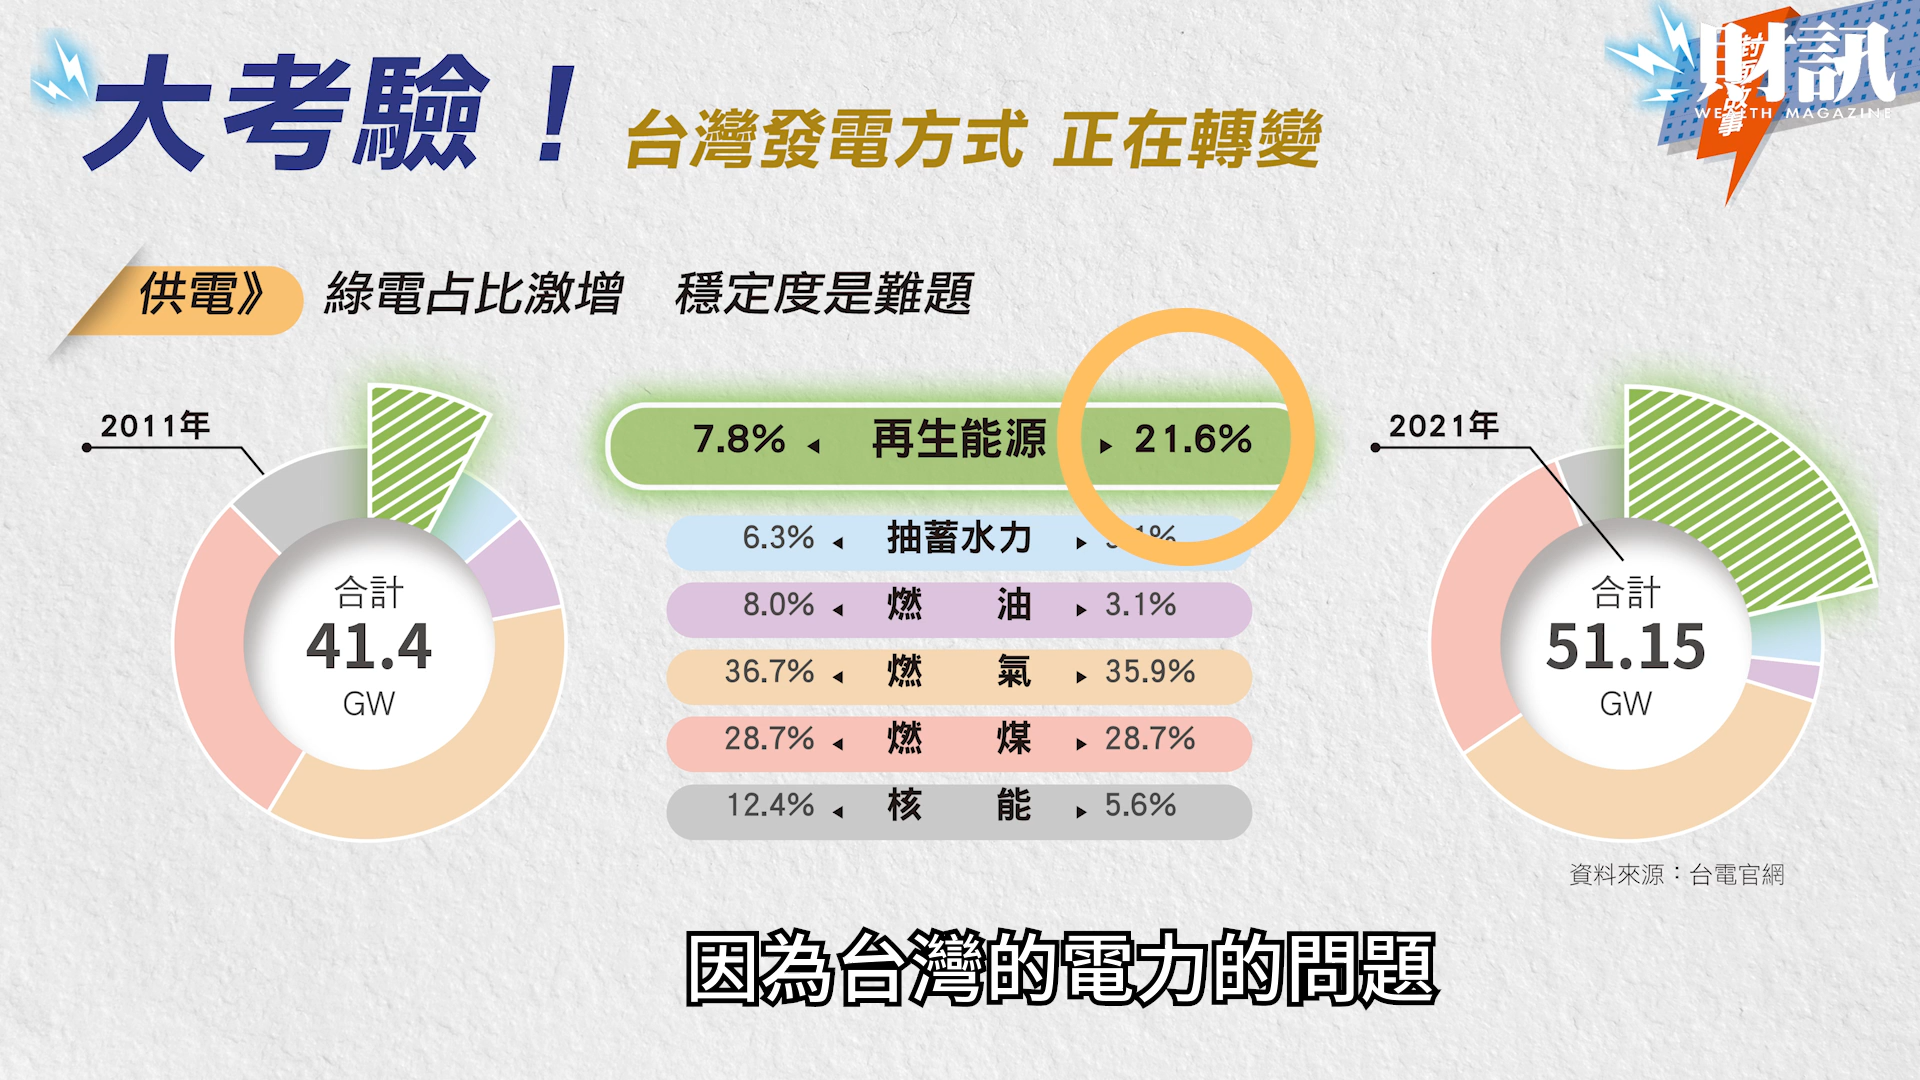 大考驗！台灣發電方式 正在轉變
財訊
WEALTH MAGAZINE
供電》 綠電占比激增 穩定度是難題
2011年
合計
41.4
GW
7.8% ◂ 再生能源 ▸ 21.6%
6.3% ◂ 抽蓄水力 ▸
8.0% ◂ 燃油 ▸ 3.1%
36.7% ◂ 燃氣 ▸ 35.9%
28.7% ◂ 燃煤 ▸ 28.7%
12.4% ◂ 核能 ▸ 5.6%
2021年
合計
51.15
GW
資料來源：台電官網
因為台灣的電力的問題